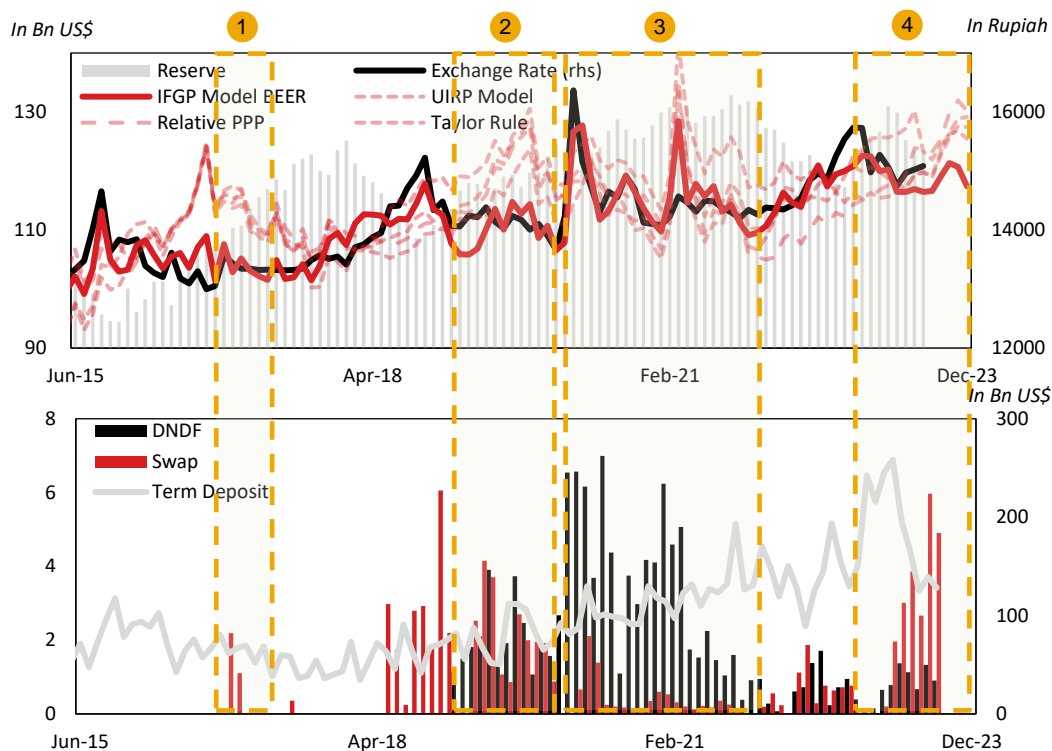 1 2 3 4
In Bn US$ In Rupiah
Reserve Exchange Rate (rhs)
IFGP Model BEER UIRP Model
Relative PPP Taylor Rule
130 16000
110 14000
90 12000
Jun-15 Apr-18 Feb-21 Dec-23
In Bn US$
8 300
DNDF
Swap
Term Deposit
6
200
4
100
2
0 0
Jun-15 Apr-18 Feb-21 Dec-23